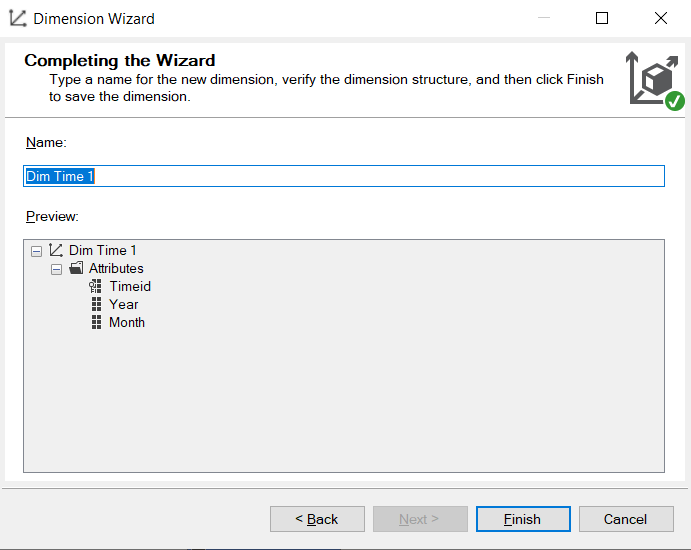 Dimension Wizard
Completing the Wizard
Type a name for the new dimension, verify the dimension structure, and then click Finish
to save the dimension.
Name:
Dim Time 1
Preview:
Dim Time 1
Attributes
Timeid
Year
Month
< Back
Next >
Finish
Cancel